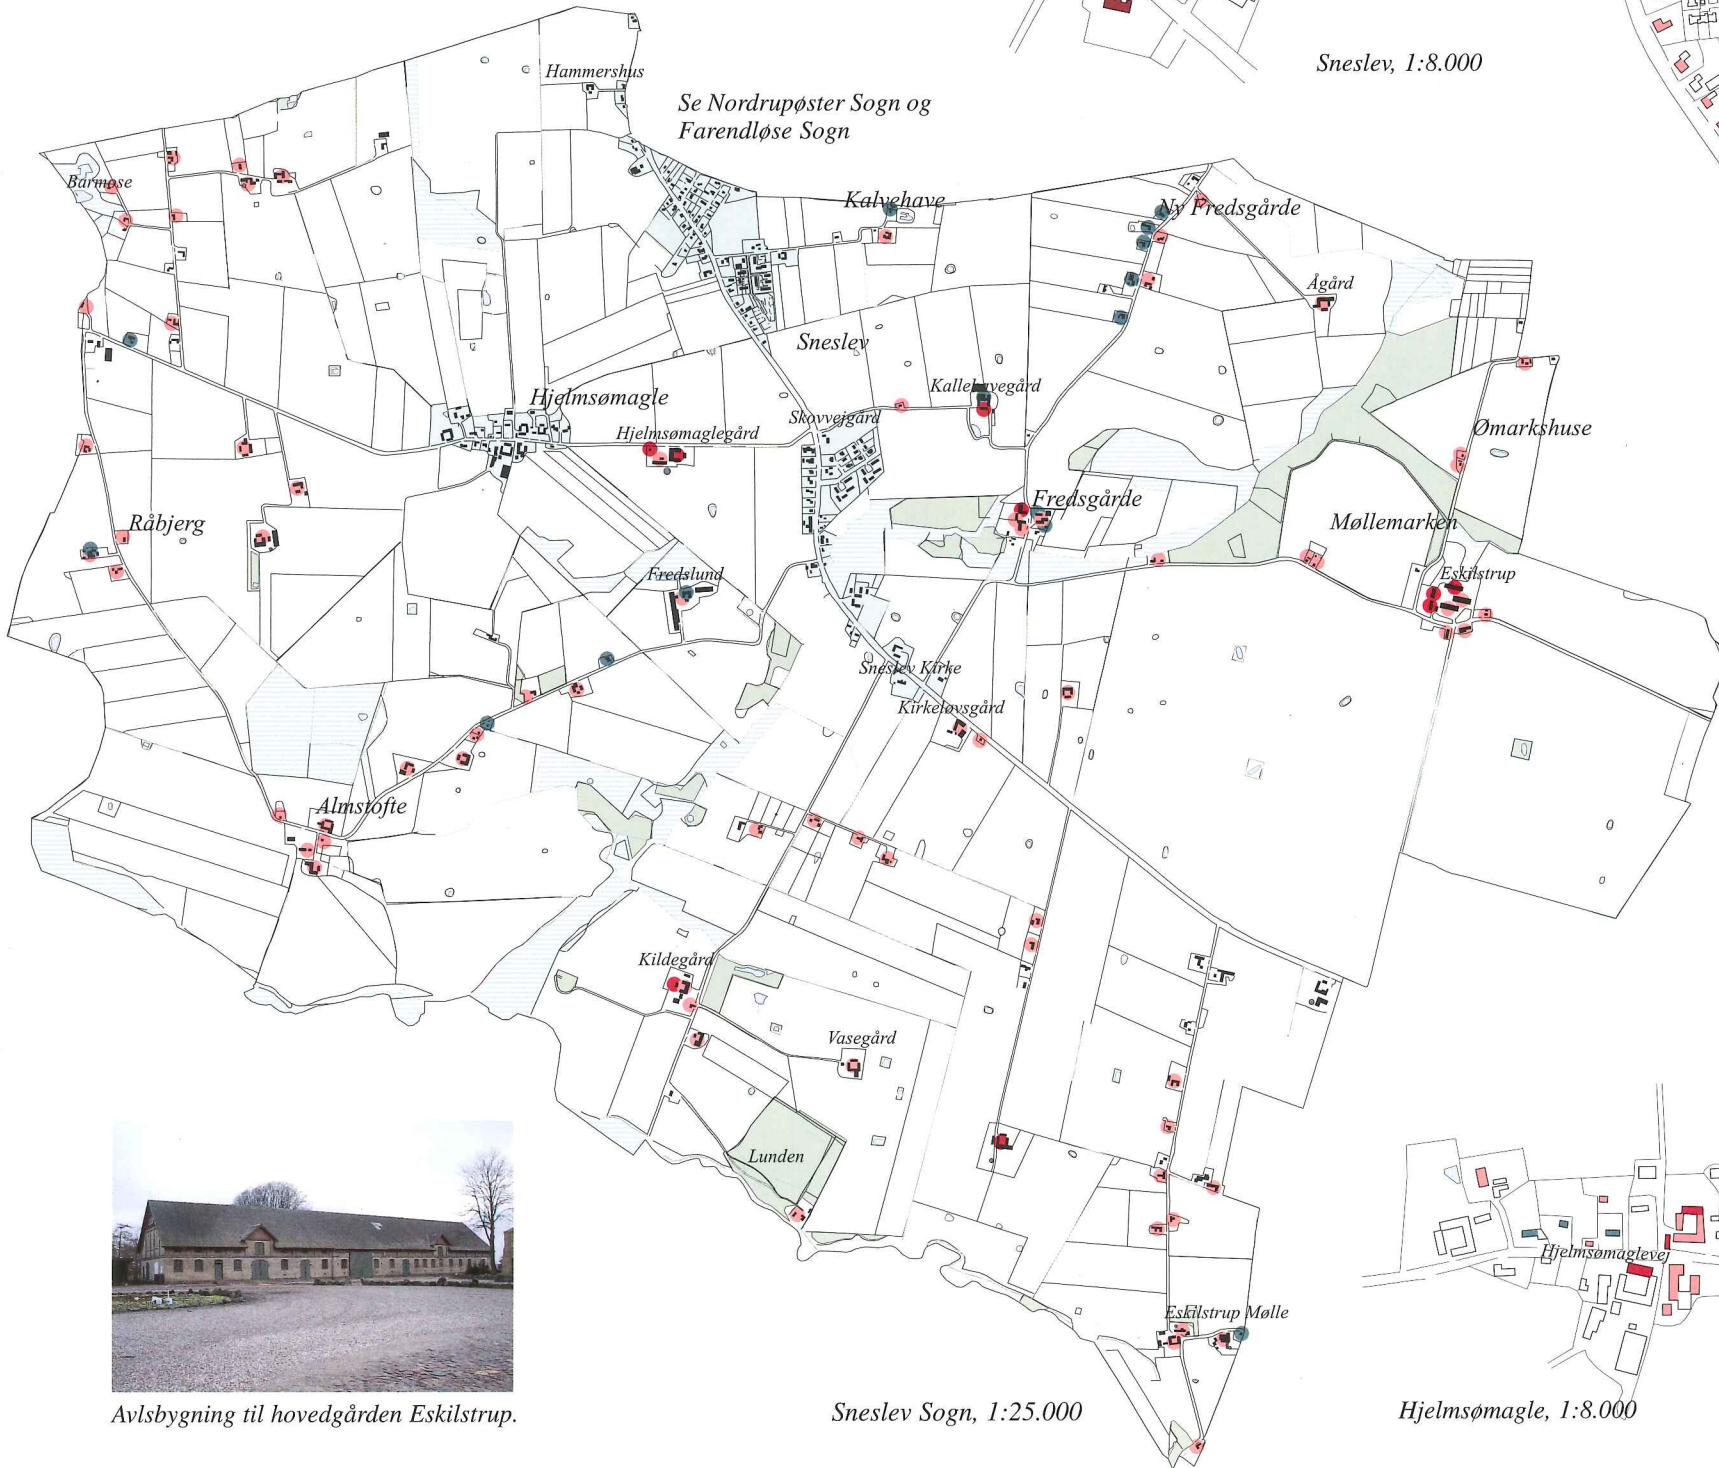 Sneslev, 1:8.000
Hammershus
Se Nordrupøster Sogn og
Farendløse Sogn
Barmose
Kalvehave
Ny Fredsgårde
Ågård
Sneslev
Kallehavegård
Hjelmsømagle
Skovvejgård
Hjelmsømaglegård
Ømarkshuse
Fredsgårde
Råbjerg
Møllemarken
Fredslund
Eskilstrup
Sneslev Kirke
Kirkeløvsgård
Almstofte
Kildegård
Vasegård
Lunden
Hjelmsømaglevej
Eskilstrup Mølle
Avlsbygning til hovedgården Eskilstrup.
Sneslev Sogn, 1:25.000
Hjelmsømagle, 1:8.000